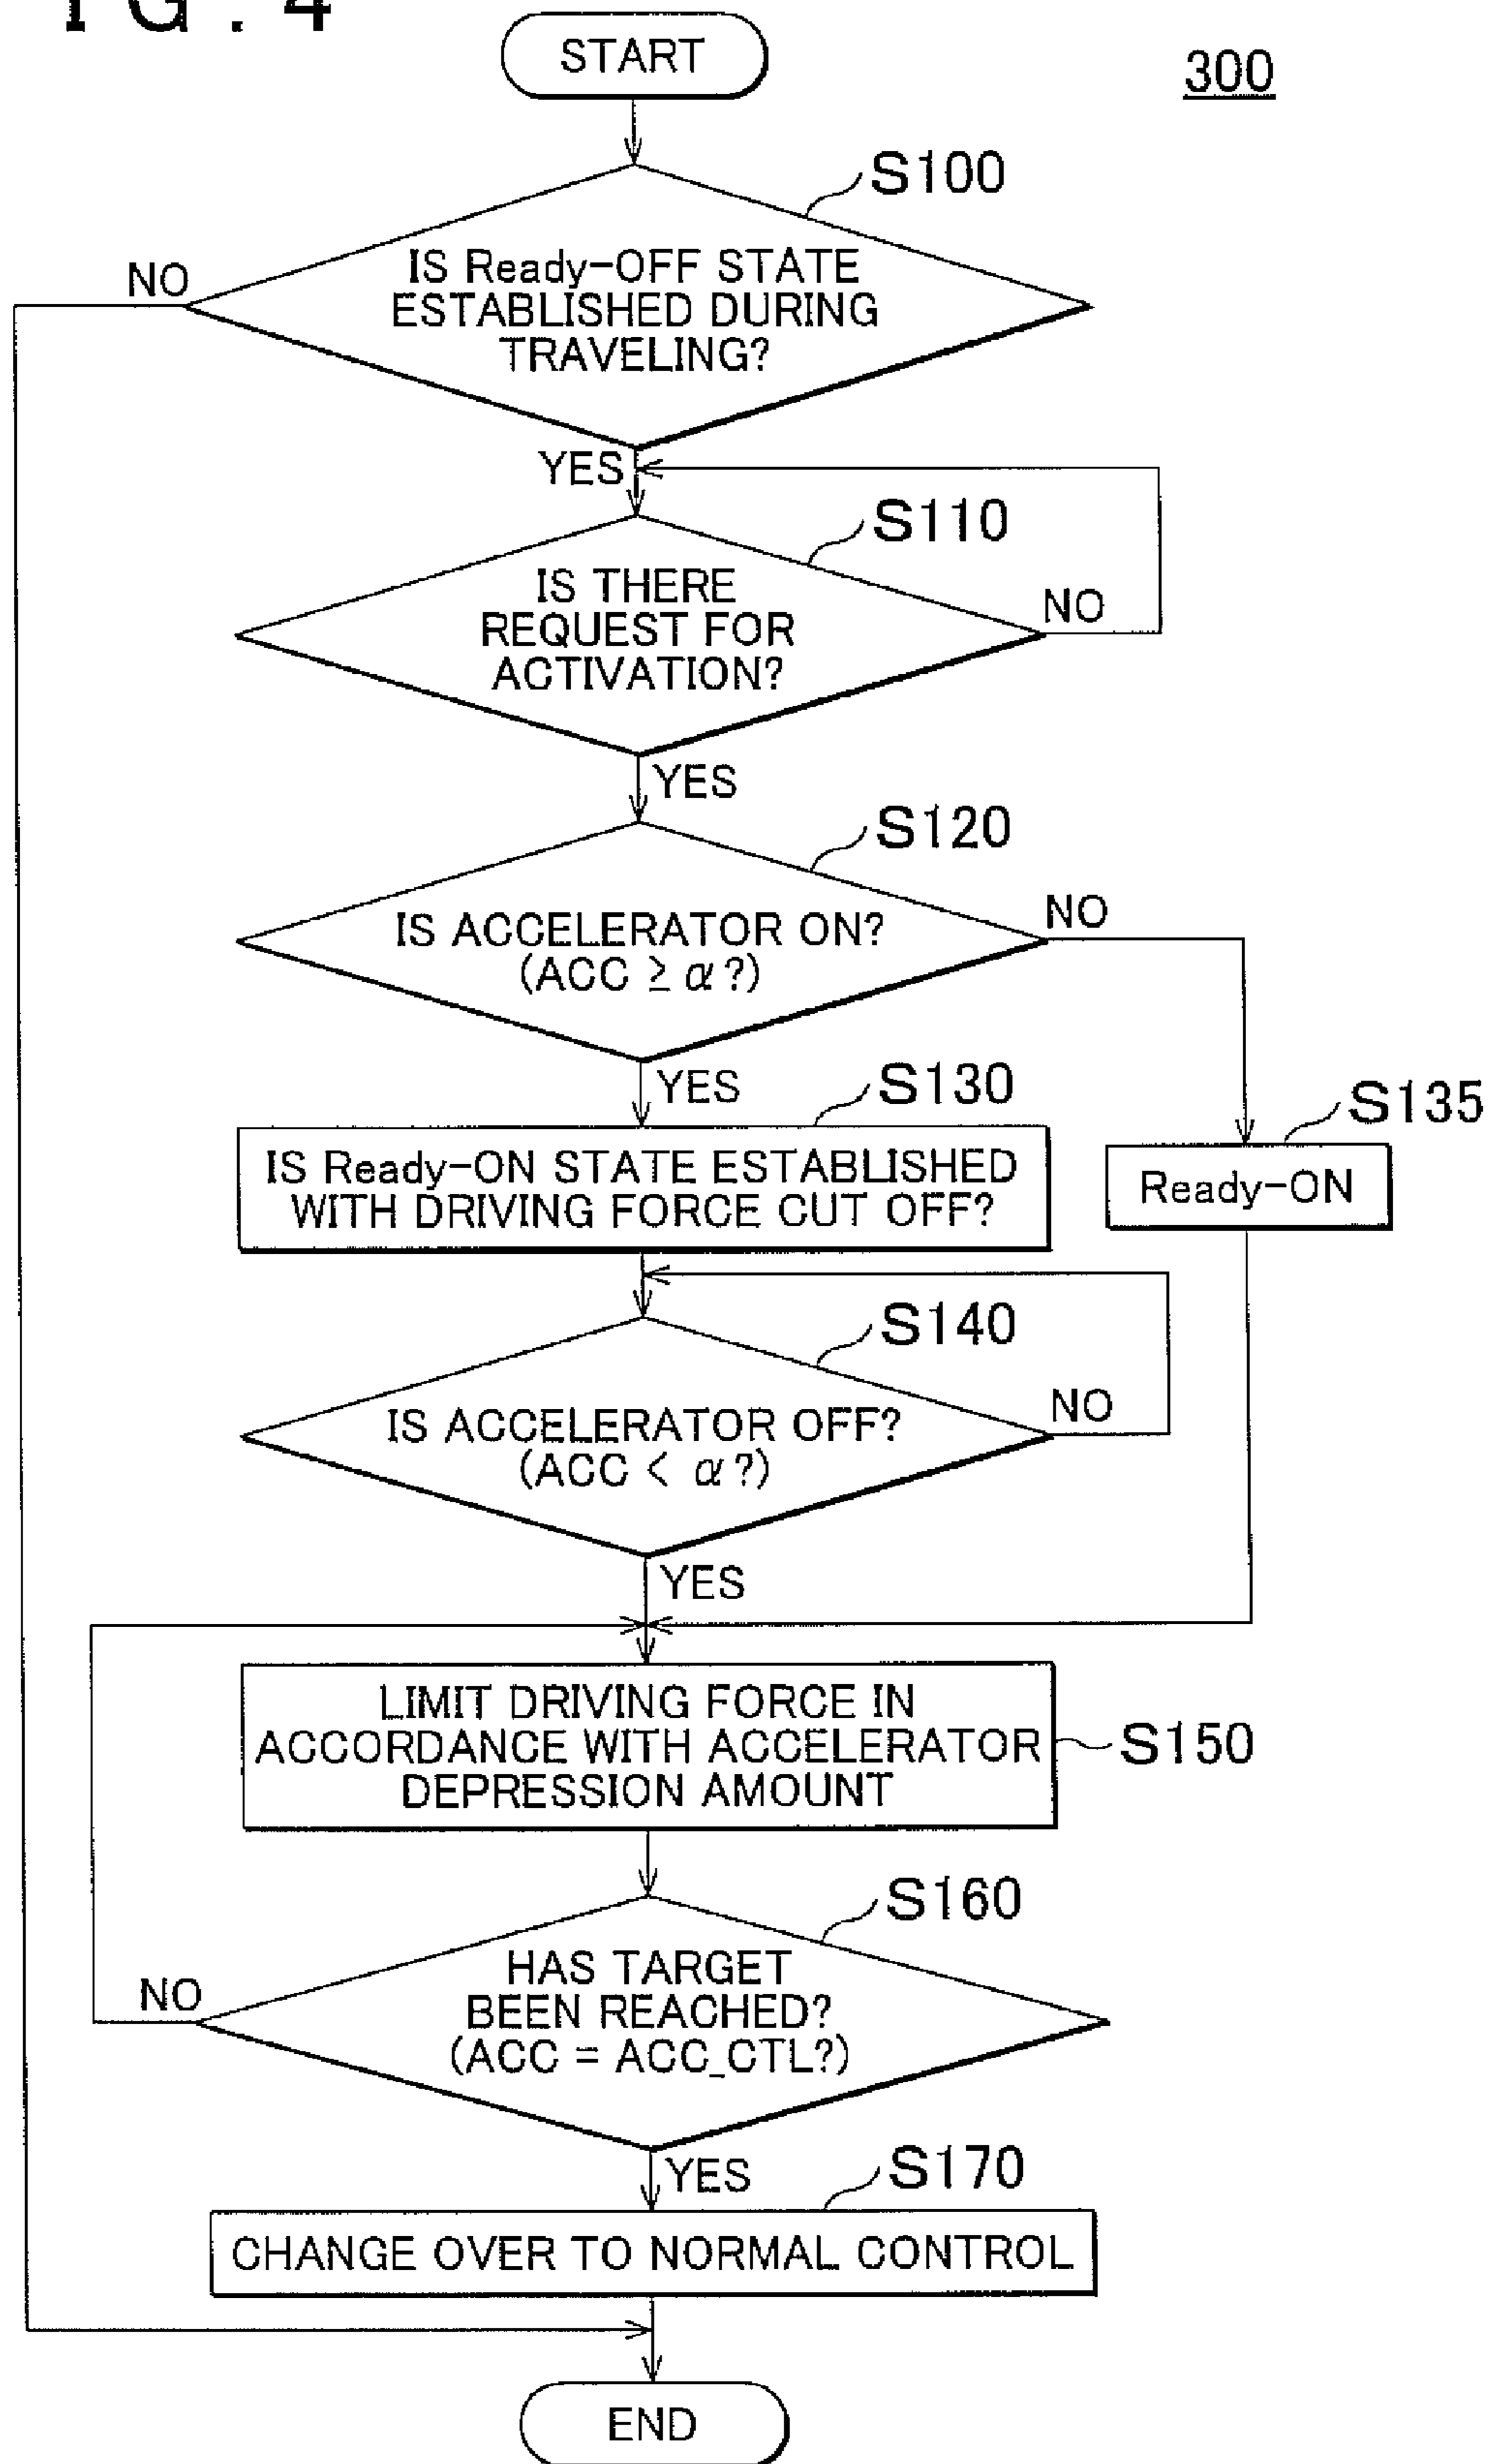 IG. 4
START
300
S100
NO
IS Ready-OFF STATE
ESTABLISHED DURING
TRAVELING?
YES
S110
IS THERE
REQUEST FOR
ACTIVATION?
NO
YES
S120
IS ACCELERATOR ON?
(ACC ≥ α?)
NO
YES
S130
IS Ready-ON STATE ESTABLISHED
WITH DRIVING FORCE CUT OFF?
S135
Ready-ON
S140
IS ACCELERATOR OFF?
(ACC < α?)
NO
YES
LIMIT DRIVING FORCE IN
ACCORDANCE WITH ACCELERATOR
DEPRESSION AMOUNT
S150
S160
HAS TARGET
BEEN REACHED?
(ACC = ACC_CTL?)
NO
YES
S170
CHANGE OVER TO NORMAL CONTROL
END